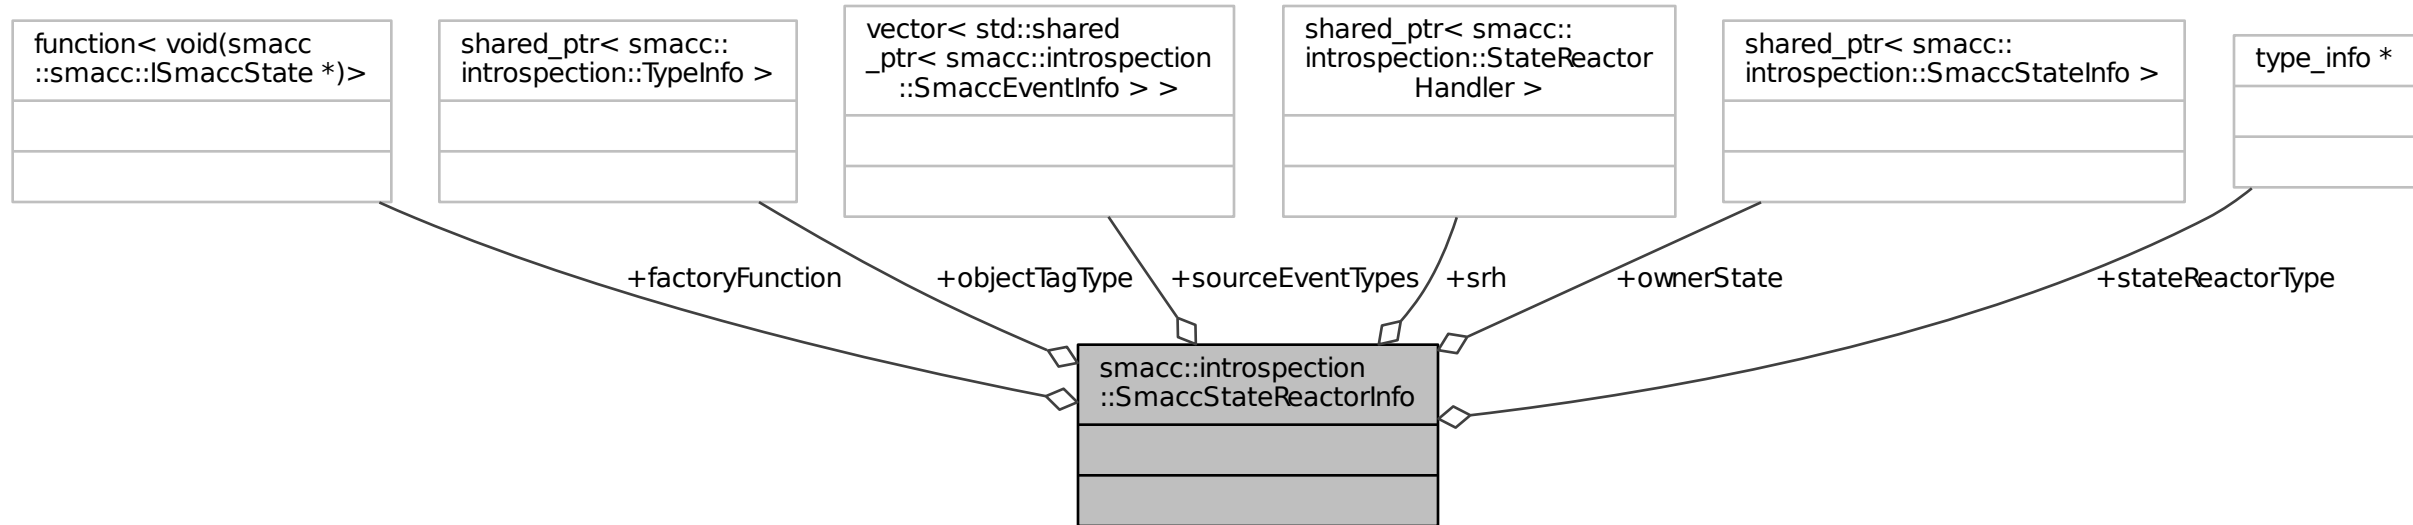 function< void(smacc
::smacc::ISmaccState *)>
shared_ptr< smacc::
introspection::TypeInfo >
vector< std::shared
_ptr< smacc::introspection
::SmaccEventInfo > >
shared_ptr< smacc::
introspection::StateReactor
Handler >
shared_ptr< smacc::
introspection::SmaccStateInfo >
type_info *
+factoryFunction
+objectTagType
+sourceEventTypes
+srh
+ownerState
+stateReactorType
smacc::introspection
::SmaccStateReactorInfo